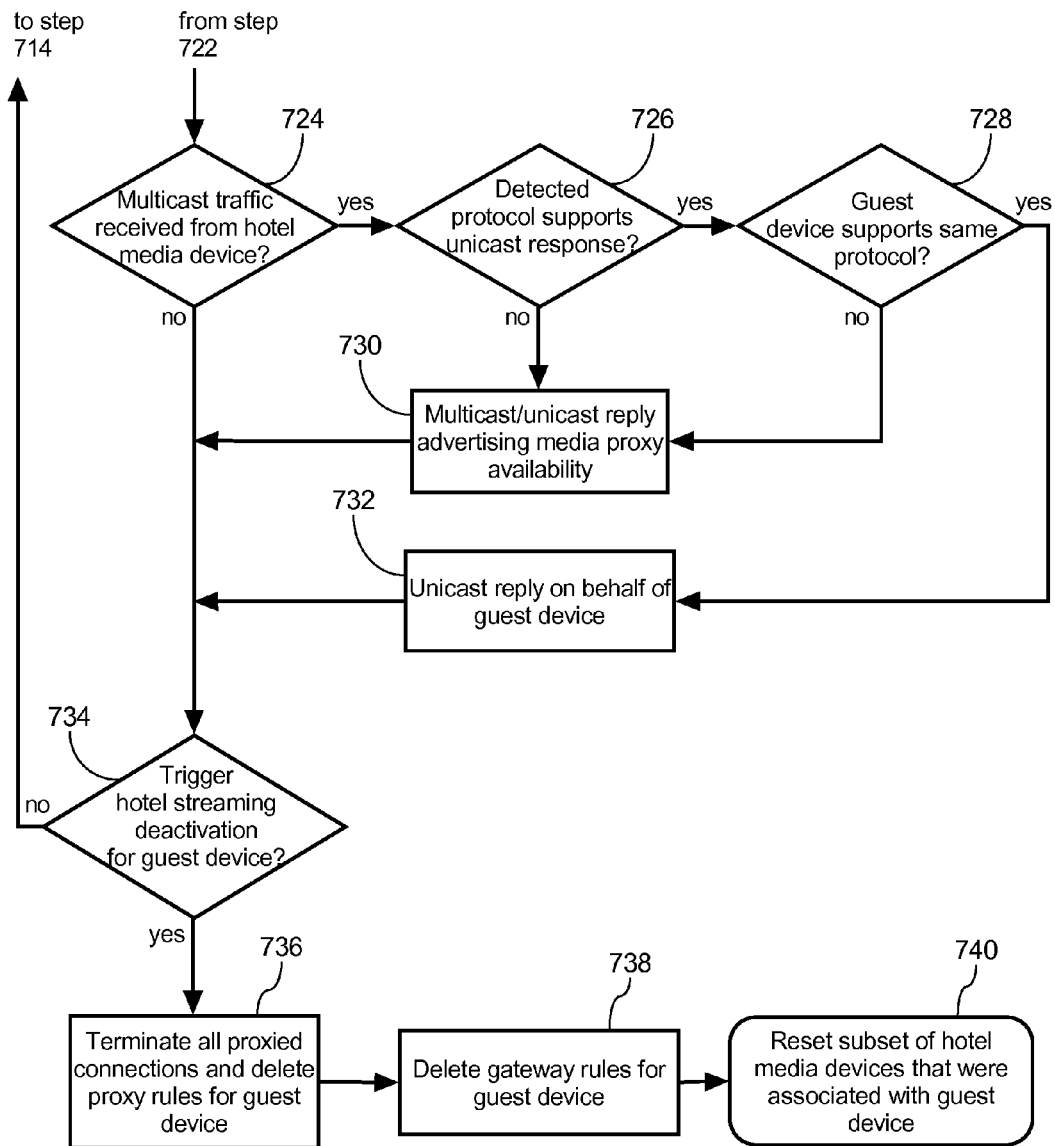 to step
714
from step
722
724
726
728
Multicast traffic
received from hotel
media device?
yes
Detected
protocol supports
unicast response?
yes
Guest
device supports same
protocol?
yes
no
no
no
730
Multicast/unicast reply
advertising media proxy
availability
732
Unicast reply on behalf of
guest device
734
Trigger
hotel streaming
deactivation
for guest device?
no
yes
736
738
740
Terminate all proxied
connections and delete
proxy rules for guest
device
Delete gateway rules for
guest device
Reset subset of hotel
media devices that were
associated with guest
device